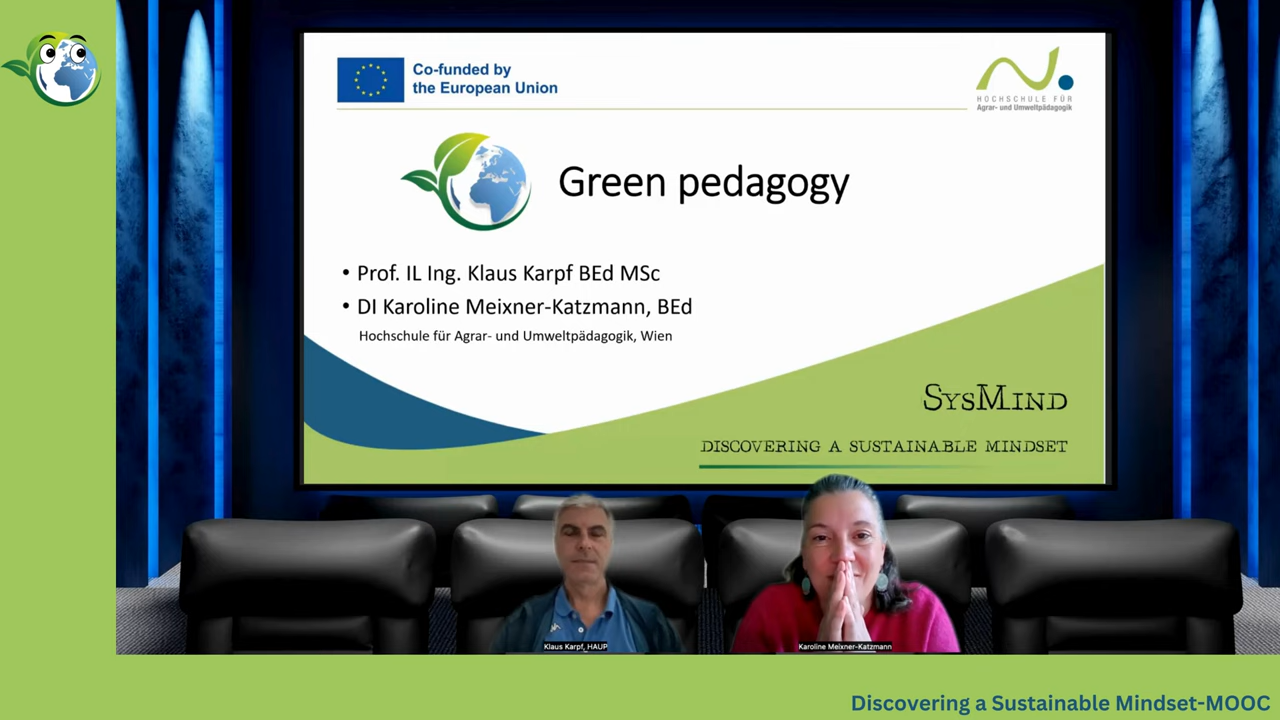 Co-funded by
the European Union
HOCHSCHULE FÜR
Agrar- und Umweltpädagogik
Green pedagogy
• Prof. IL Ing. Klaus Karpf BEd MSc
• DI Karoline Meixner-Katzmann, BEd
Hochschule für Agrar- und Umweltpädagogik, Wien
SysMind
DISCOVERING A SUSTAINABLE MINDSET
Klaus Karpf, HAUP
Karoline Meixner-Katzmann
Discovering a Sustainable Mindset-MOOC